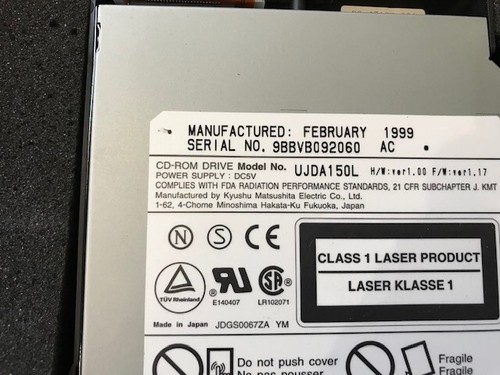 MANUFACTURED: FEBRUARY 1999
SERIAL NO. 9BBVB092060 AC
CD-ROM DRIVE Model No. UJDA150L H/W:ver1.00 F/W:ver1.17
POWER SUPPLY : DC5V
COMPLIES WITH FDA RADIATION PERFORMANCE STANDARDS, 21 CFR SUBCHAPTER J. KMT
Manufactured by Kyushu Matsushita Electric Co., Ltd.
1-62, 4-Chome Minoshima Hakata-Ku Fukuoka, Japan
N S CE
CLASS 1 LASER PRODUCT
LASER KLASSE 1
TÜV Rheinland
E140407 LR102071
Made in Japan JDGS0067ZA YM
Do not push cover
Ne pas pousser
Fragile
Fragile